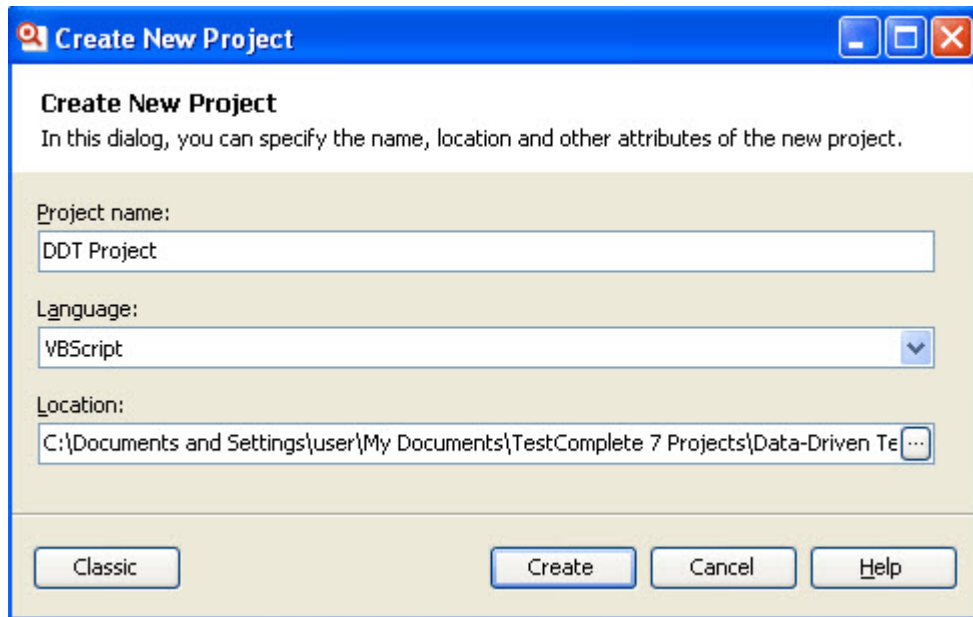 Create New Project
Create New Project
In this dialog, you can specify the name, location and other attributes of the new project.
Project name:
DDT Project
Language:
VBScript
Location:
C:\Documents and Settings\user\My Documents\TestComplete 7 Projects\Data-Driven Te
...
Classic
Create
Cancel
Help